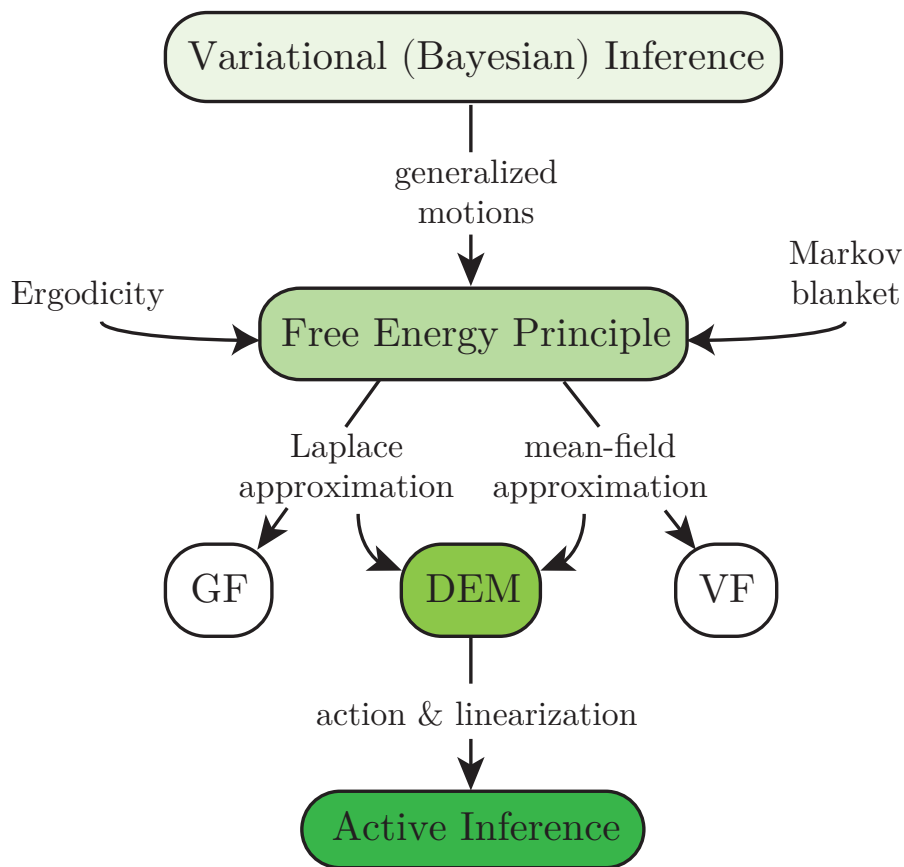 Variational (Bayesian) Inference
generalized
motions
Ergodicity
Markov
blanket
Free Energy Principle
Laplace
approximation
mean-field
approximation
GF
DEM
VF
action & linearization
Active Inference